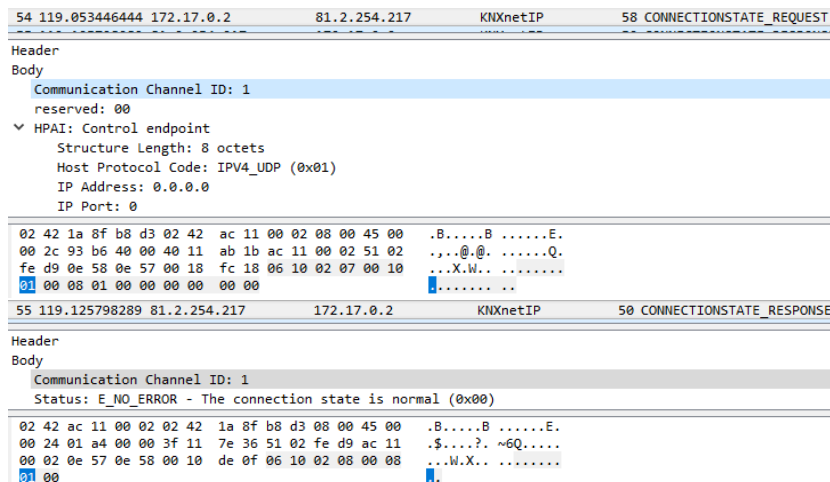 54 119.053446444 172.17.0.2 81.2.254.217 KNXnetIP 58 CONNECTIONSTATE_REQUEST
Header
Body
Communication Channel ID: 1
reserved: 00
HPAI: Control endpoint
Structure Length: 8 octets
Host Protocol Code: IPV4_UDP (0x01)
IP Address: 0.0.0.0
IP Port: 0
02 42 1a 8f b8 d3 02 42 ac 11 00 02 08 00 45 00 .B.....B ......E.
00 2c 93 b6 40 00 40 11 ab 1b ac 11 00 02 51 02 .,..@.@. ......Q.
fe d9 0e 58 0e 57 00 18 fc 18 06 10 02 07 00 10 ...X.W.. ........
01 00 08 01 00 00 00 00 00 00 ........ ..
55 119.125798289 81.2.254.217 172.17.0.2 KNXnetIP 50 CONNECTIONSTATE_RESPONSE
Header
Body
Communication Channel ID: 1
Status: E_NO_ERROR - The connection state is normal (0x00)
02 42 ac 11 00 02 02 42 1a 8f b8 d3 08 00 45 00 .B.....B ......E.
00 24 01 a4 00 00 3f 11 7e 36 51 02 fe d9 ac 11 .$....?. ~6Q.....
00 02 0e 57 0e 58 00 10 de 0f 06 10 02 08 00 08 ...W.X.. ........
01 00 ..